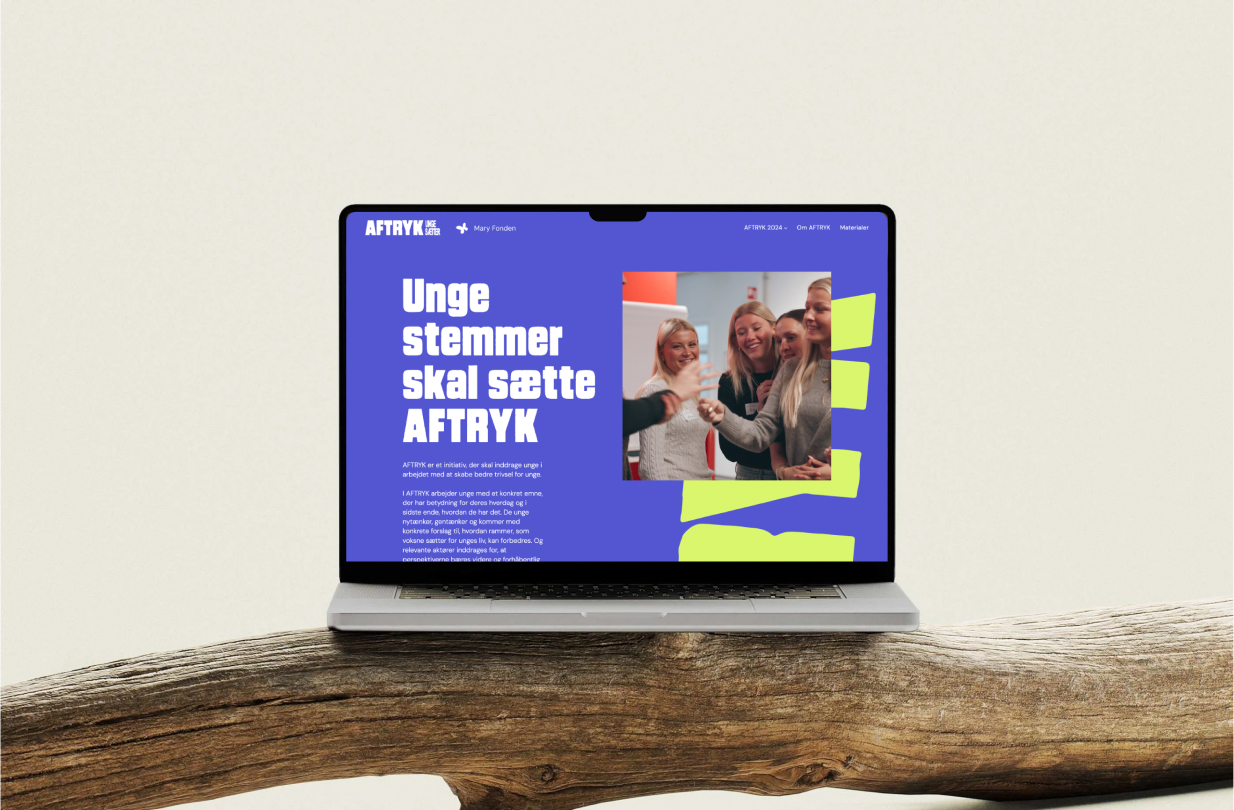 AFTRYK UNGE SÆTTER
Mary Fonden
AFTRYK 2024
Om AFTRYK
Materialer
Unge
stemmer
skal sætte
AFTRYK
AFTRYK er et initiativ, der skal inddrage unge i
arbejdet med at skabe bedre trivsel for unge.
I AFTRYK arbejder unge med et konkret emne,
der har betydning for deres hverdag og i
sidste ende, hvordan de har det. De unge
nytænker, gentænker og kommer med
konkrete forslag til, hvordan rammer, som
voksne sætter for unges liv, kan forbedres. Og
relevante aktører inddrages for, at
perspektiverne bæres videre og forhåbentlig